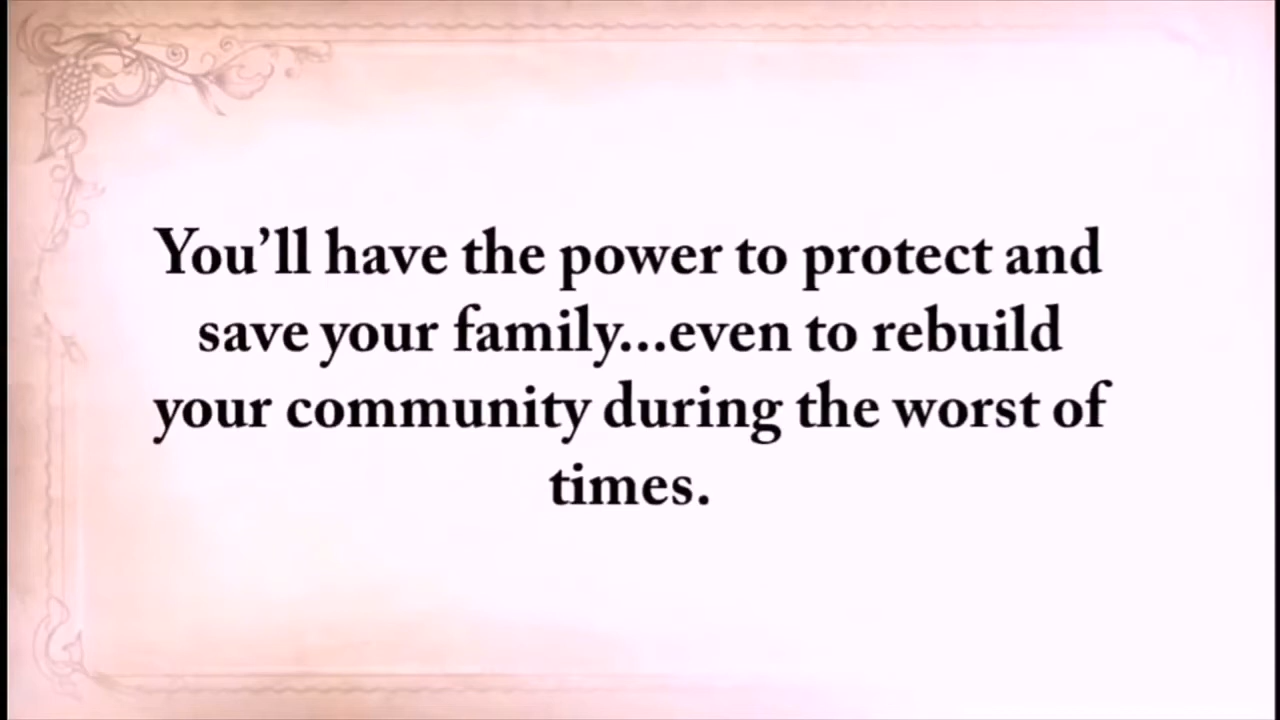 You’ll have the power to protect and
save your family...even to rebuild
your community during the worst of
times.